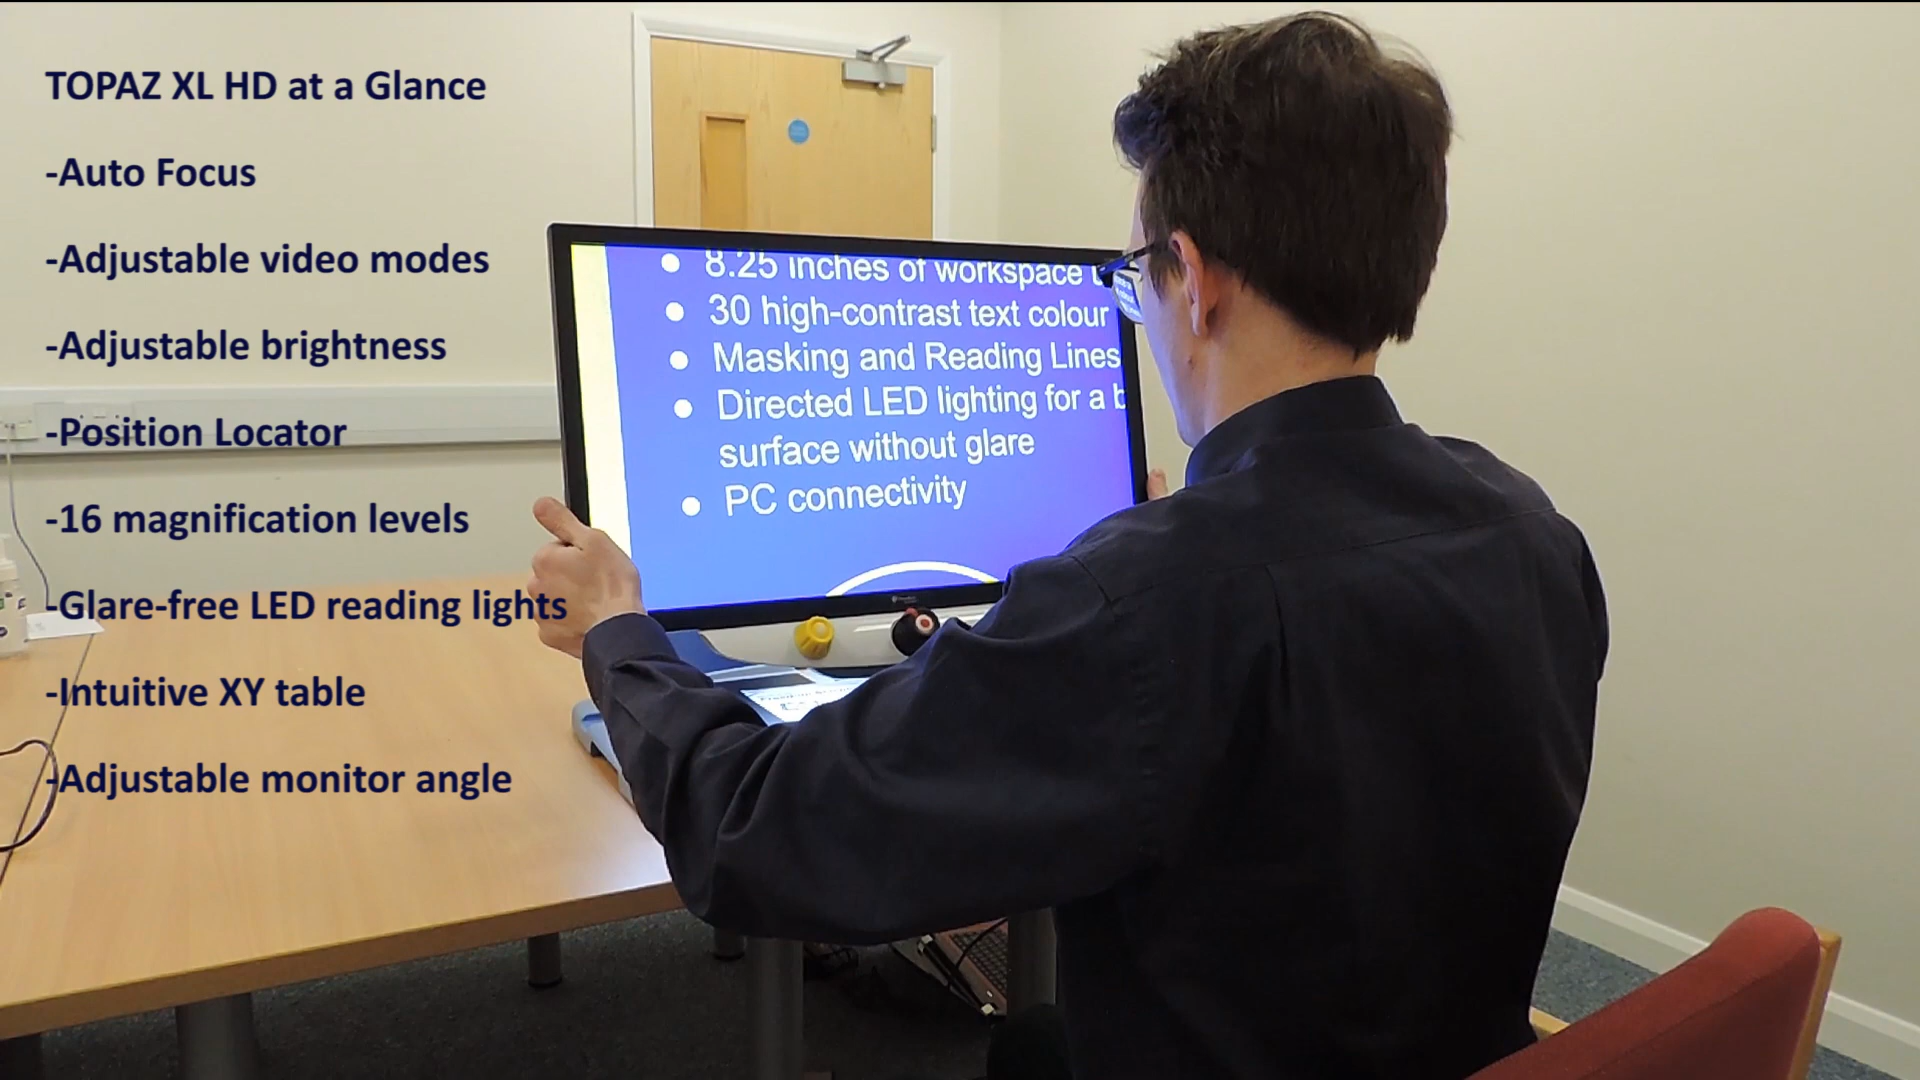 TOPAZ XL HD at a Glance
-Auto Focus
-Adjustable video modes
-Adjustable brightness
-Position Locator
-16 magnification levels
-Glare-free LED reading lights
-Intuitive XY table
-Adjustable monitor angle
8.25 inches of workspace
30 high-contrast text colour
Masking and Reading Lines
Directed LED lighting for a b
surface without glare
PC connectivity